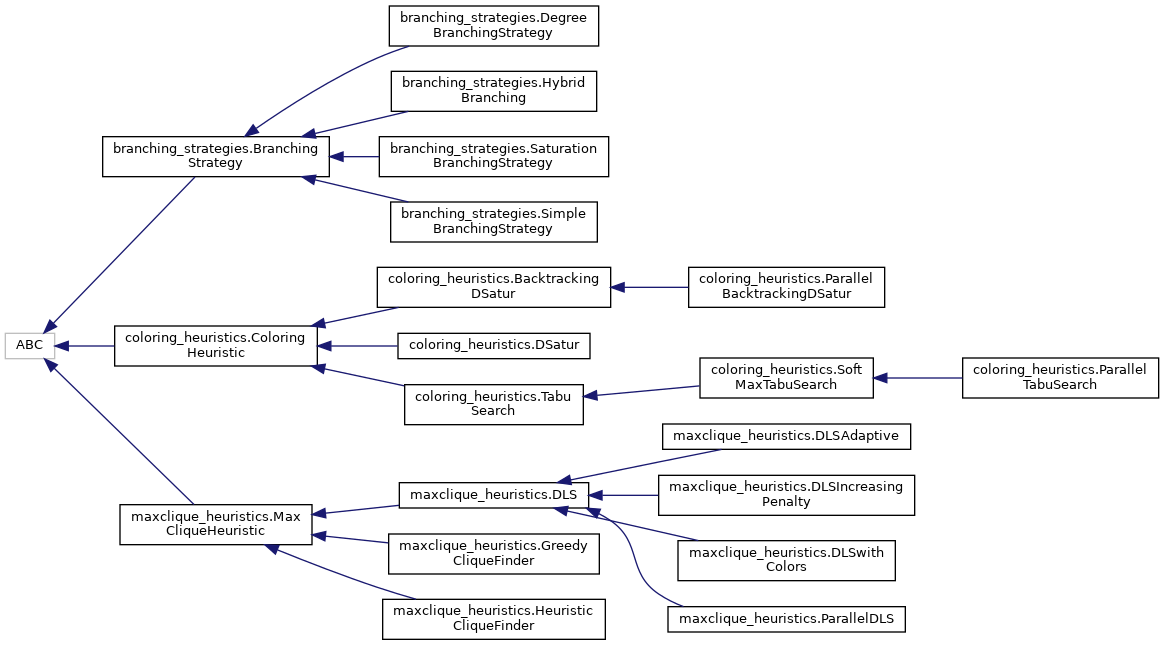 branching_strategies.Degree
BranchingStrategy
branching_strategies.Hybrid
Branching
branching_strategies.Branching
Strategy
branching_strategies.Saturation
BranchingStrategy
branching_strategies.Simple
BranchingStrategy
coloring_heuristics.Backtracking
DSatur
coloring_heuristics.Parallel
BacktrackingDSatur
ABC
coloring_heuristics.Coloring
Heuristic
coloring_heuristics.DSatur
coloring_heuristics.Tabu
Search
coloring_heuristics.Soft
MaxTabuSearch
coloring_heuristics.Parallel
TabuSearch
maxclique_heuristics.DLSAdaptive
maxclique_heuristics.DLS
maxclique_heuristics.DLSIncreasing
Penalty
maxclique_heuristics.Max
CliqueHeuristic
maxclique_heuristics.Greedy
CliqueFinder
maxclique_heuristics.DLSwith
Colors
maxclique_heuristics.Heuristic
CliqueFinder
maxclique_heuristics.ParallelDLS